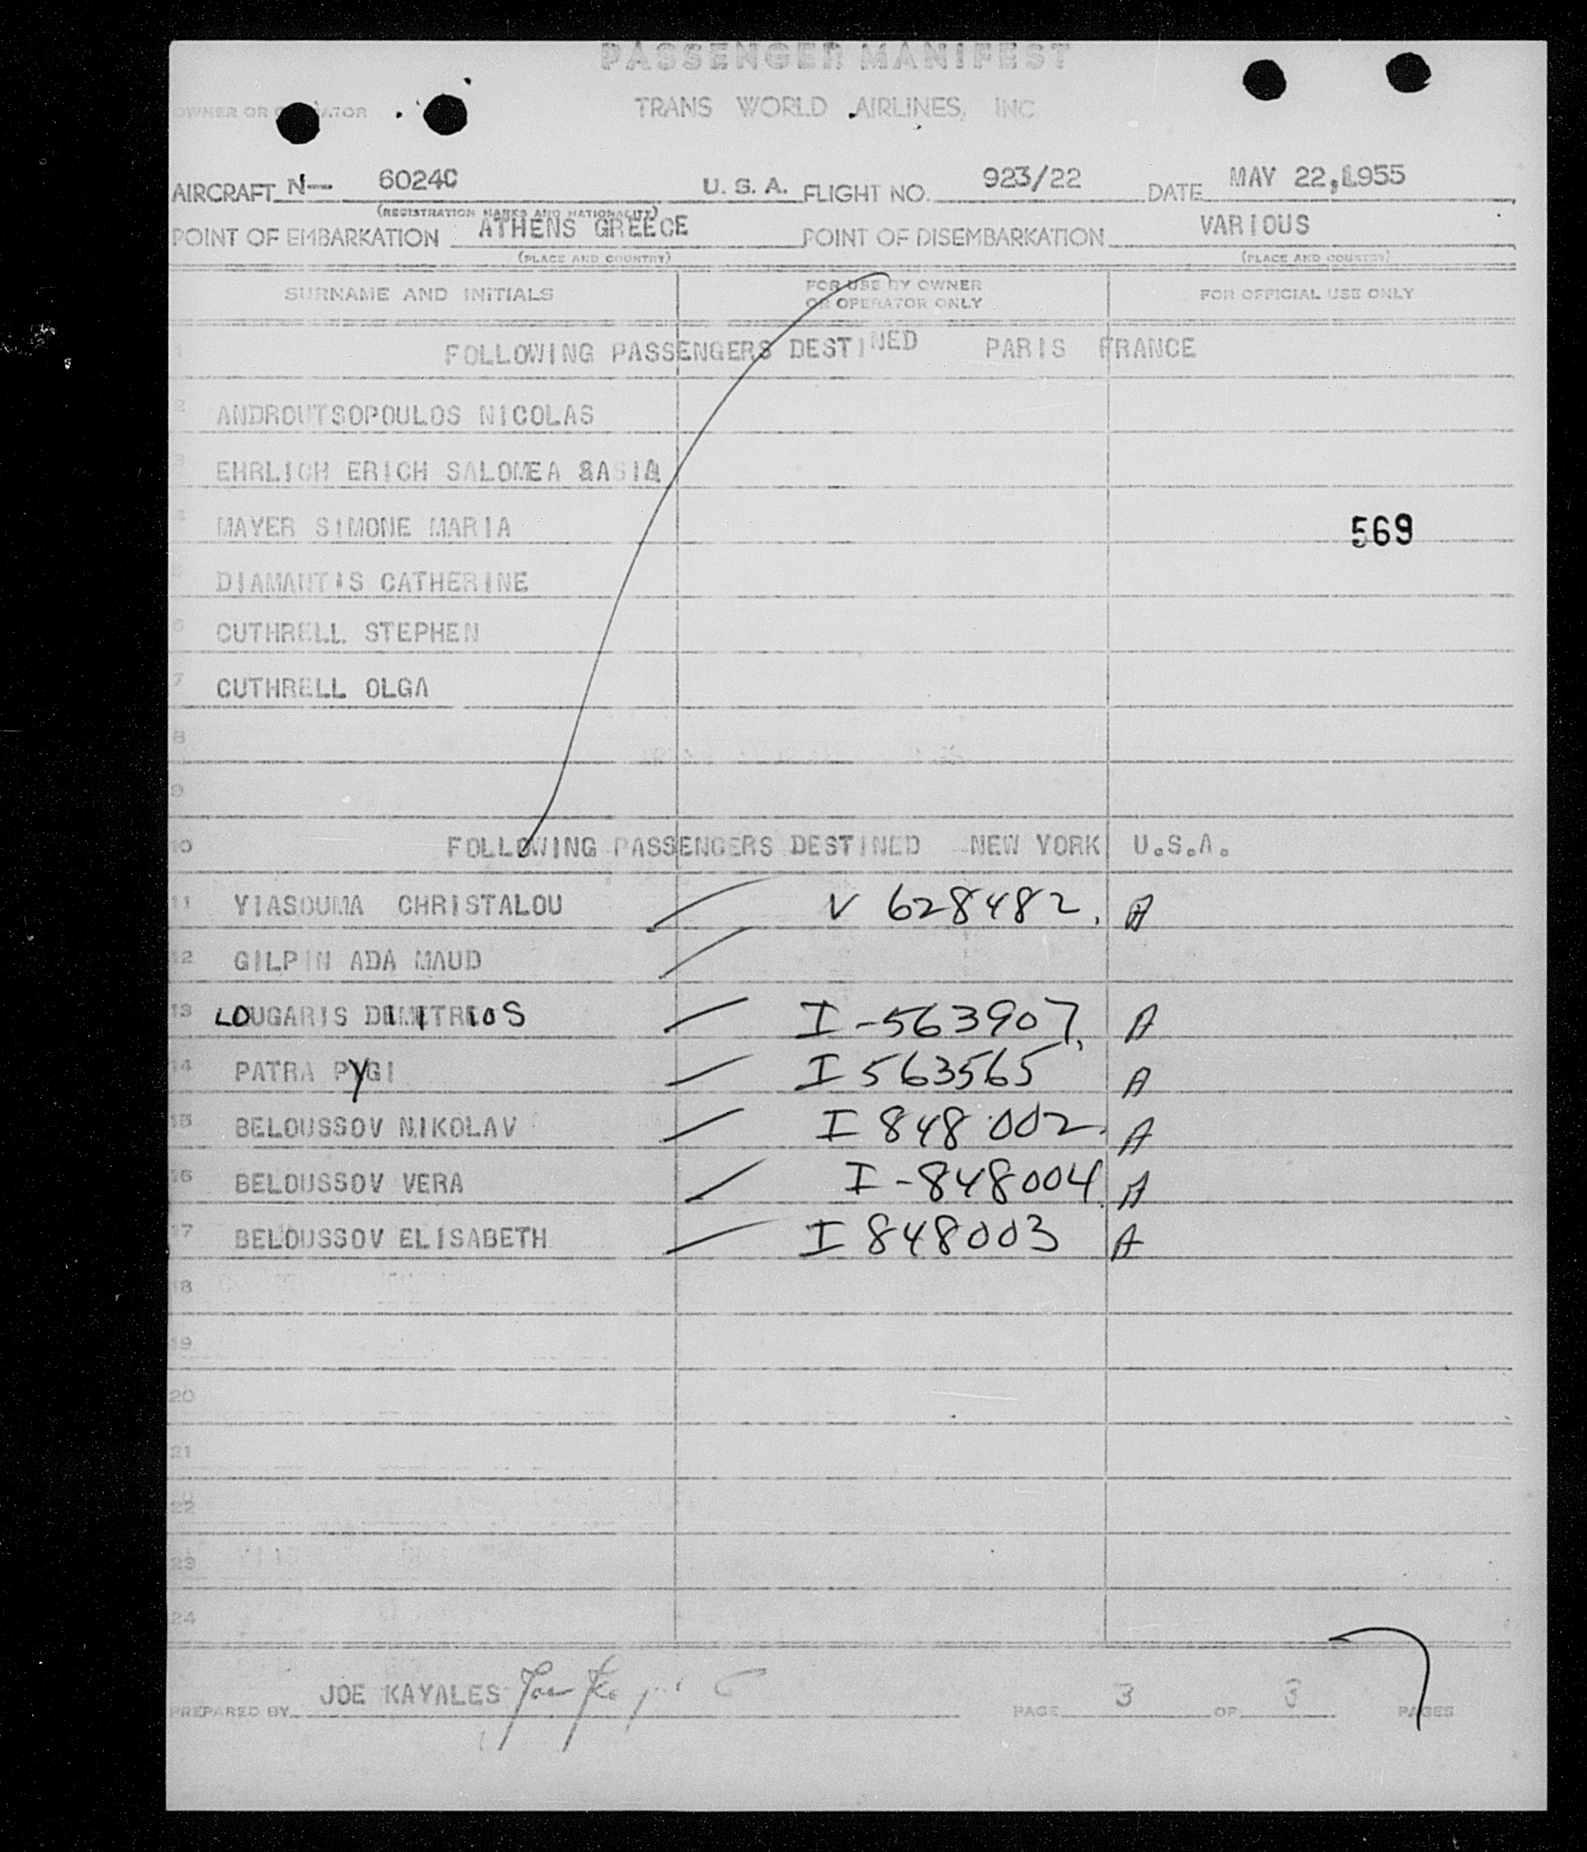 PASSENGER MANIFEST
OWNER OR OPERATOR TRANS WORLD AIRLINES, INC
AIRCRAFT N— 6024C U. S. A. FLIGHT NO. 923/22 DATE MAY 22,1955
(REGISTRATION MARKS AND NATIONALITY)
POINT OF EMBARKATION ATHENS GREECE POINT OF DISEMBARKATION VARIOUS
(PLACE AND COUNTRY) (PLACE AND COUNTRY)
SURNAME AND INITIALS FOR USE BY OWNER OR OPERATOR ONLY FOR OFFICIAL USE ONLY
1 FOLLOWING PASSENGERS DESTINED PARIS FRANCE
2 ANDROUTSOPOULOS NICOLAS
3 EHRLICH ERICH SALOMEA
4 MAYER SIMONE MARIA 569
5 DIAMANTIS CATHERINE
6 CUTHRELL STEPHEN
7 CUTHRELL OLGA
8
9
10 FOLLOWING PASSENGERS DESTINED NEW YORK U.S.A.
11 YIASOUMA CHRISTALOU V 628482. A
12 GILPIN ADA MAUD
13 LOUGARIS DIMITRIOS I-563907, A
14 PATRA PYGI I 563565 A
15 BELOUSSOV NIKOLAV I 848 002. A
16 BELOUSSOV VERA I-848004. A
17 BELOUSSOV ELISABETH I 848003 A
18
19
20
21
22
23
24
PREPARED BY JOE KAYALES PAGE 3 OF 3 PAGES